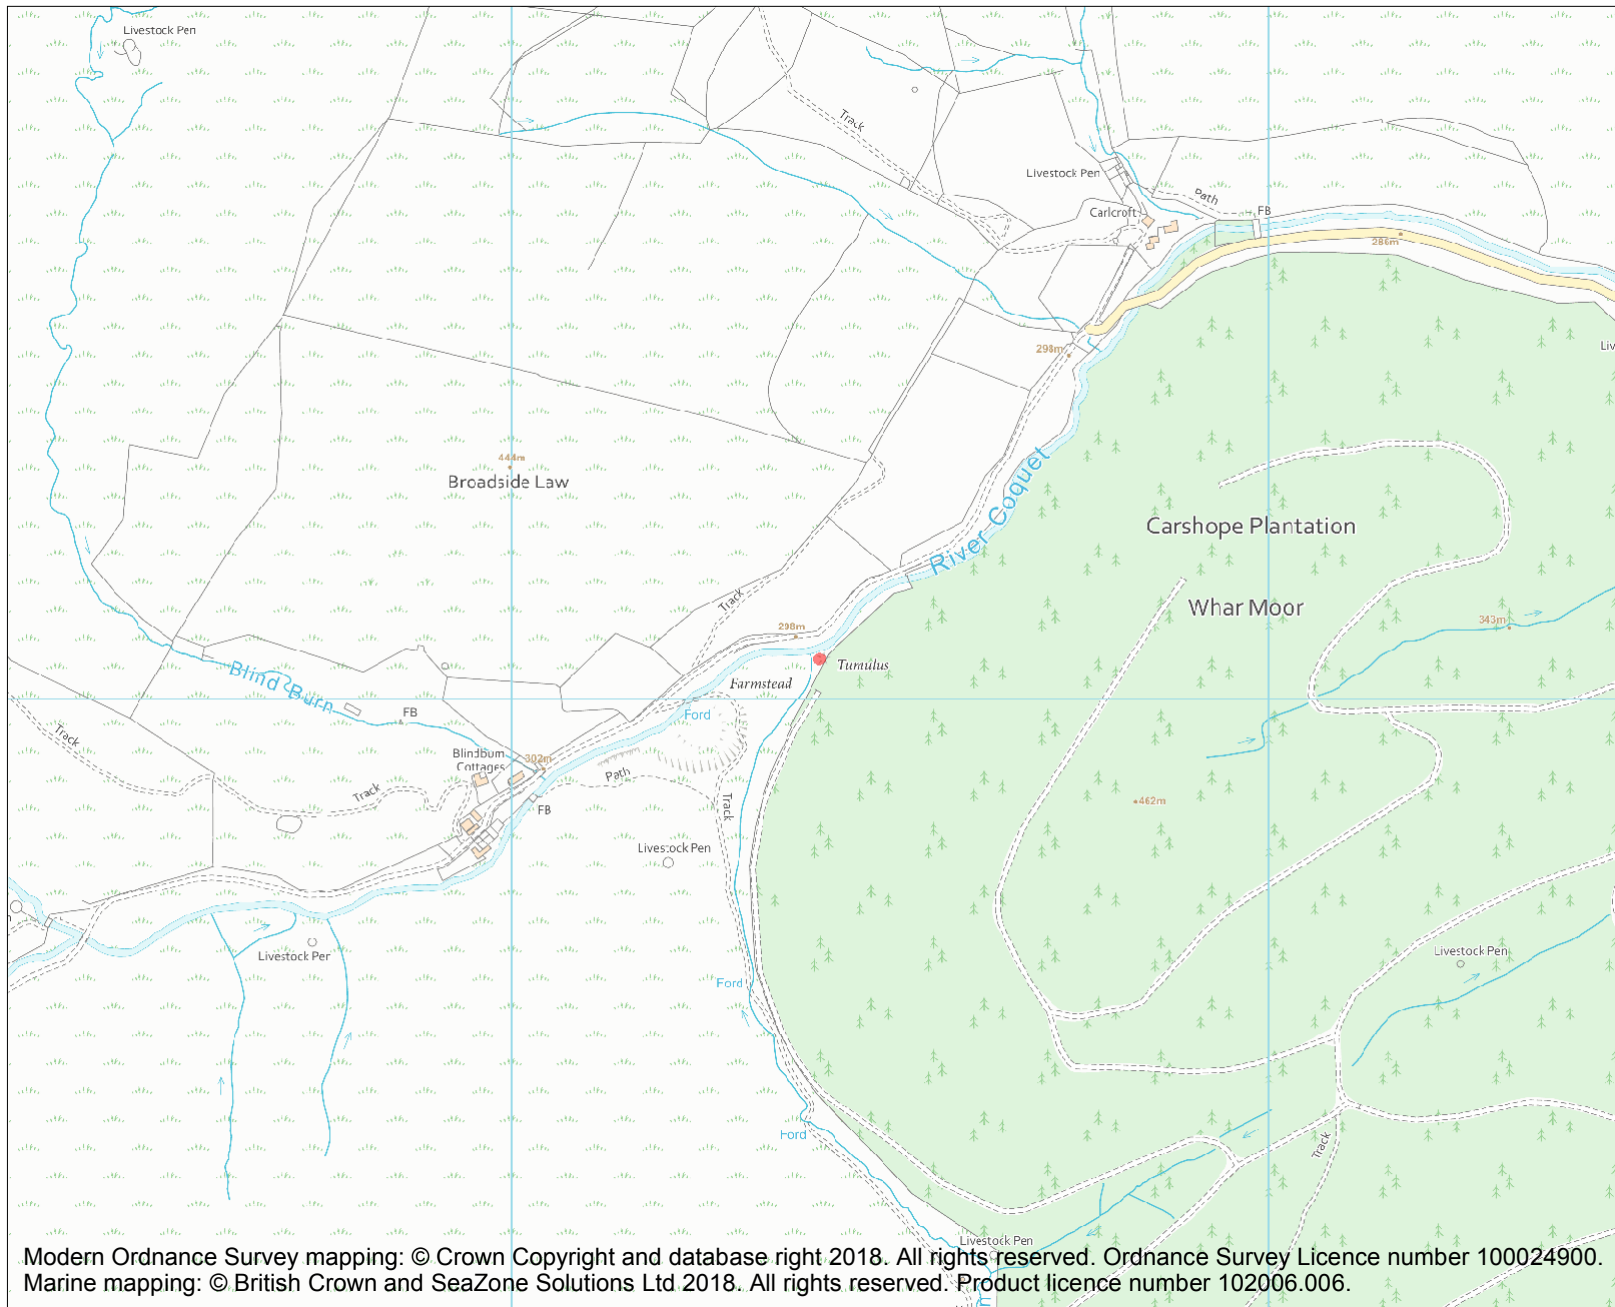 Livestock Pen
Track
Livestock Pen
Path
Carlcroft
FB
286m
298m
444m
Broadside Law
River Coquet
Carshope Plantation
Track
Whar Moor
298m
343m
Tumulus
Blind Burn
Farmstead
FB
Ford
Track
Blindburn
Cottages
302m
Path
Track
Track
FB
462m
Livestock Pen
Livestock Pen
Livestock Pen
Ford
Ford
Track
Livestock Pen
Modern Ordnance Survey mapping: © Crown Copyright and database right 2018. All rights reserved. Ordnance Survey Licence number 100024900.
Marine mapping: © British Crown and SeaZone Solutions Ltd 2018. All rights reserved. Product licence number 102006.006.